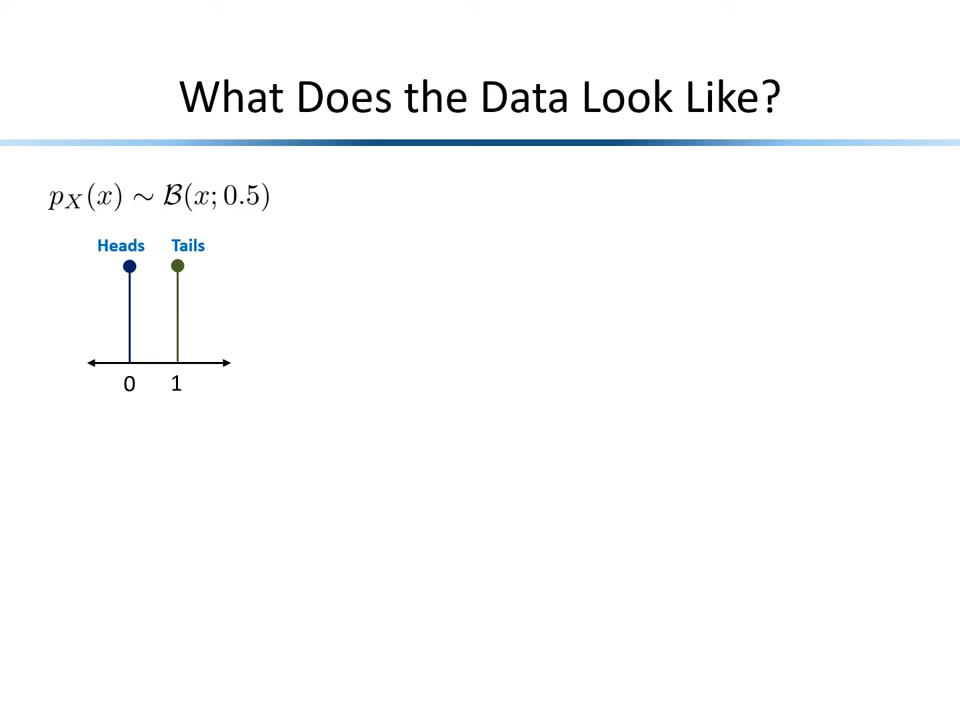 What Does the Data Look Like?
p_X(x) ∼ ℬ(x; 0.5)
Heads Tails
0 1